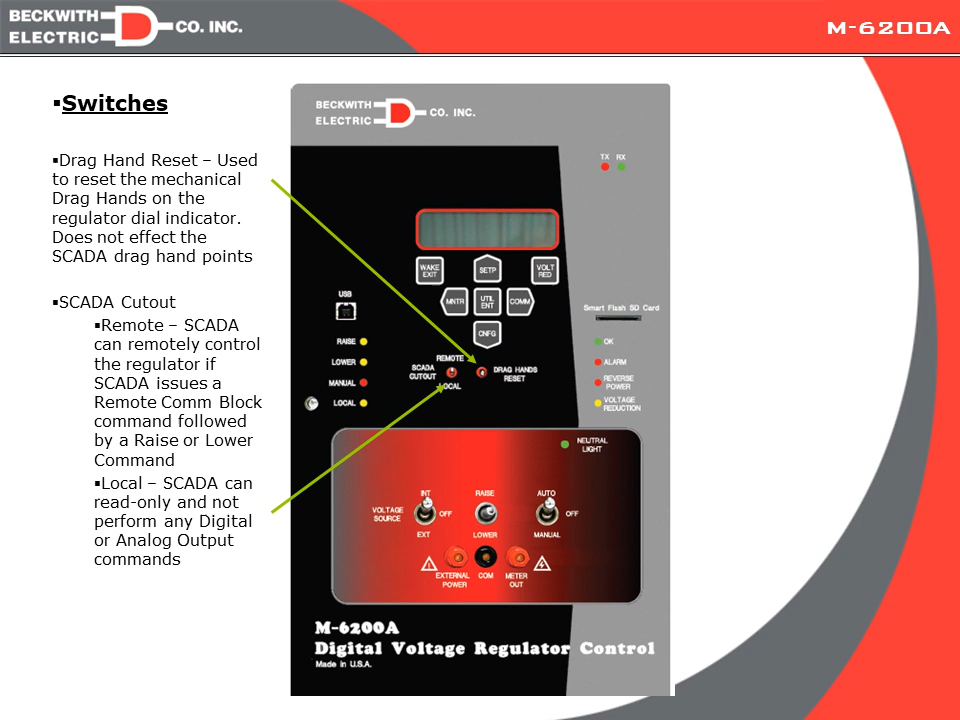 BECKWITH
ELECTRIC
CO. INC.
M-6200A
▪Switches
▪Drag Hand Reset – Used
to reset the mechanical
Drag Hands on the
regulator dial indicator.
Does not effect the
SCADA drag hand points
▪SCADA Cutout
▪Remote – SCADA
can remotely control
the regulator if
SCADA issues a
Remote Comm Block
command followed
by a Raise or Lower
Command
▪Local – SCADA can
read-only and not
perform any Digital
or Analog Output
commands
BECKWITH
ELECTRIC
CO. INC.
TX RX
WAKE
EXIT
SETP
VOLT
RED
MNTR
UTIL
ENT
COMM
CNFG
USB
Smart Flash SD Card
RAISE
LOWER
MANUAL
LOCAL
REMOTE
SCADA
CUTOUT
LOCAL
DRAG HANDS
RESET
OK
ALARM
REVERSE
POWER
VOLTAGE
REDUCTION
NEUTRAL
LIGHT
INT
VOLTAGE
SOURCE
OFF
EXT
RAISE
LOWER
AUTO
OFF
MANUAL
EXTERNAL
POWER
COM
METER
OUT
M-6200A
Digital Voltage Regulator Control
Made in U.S.A.